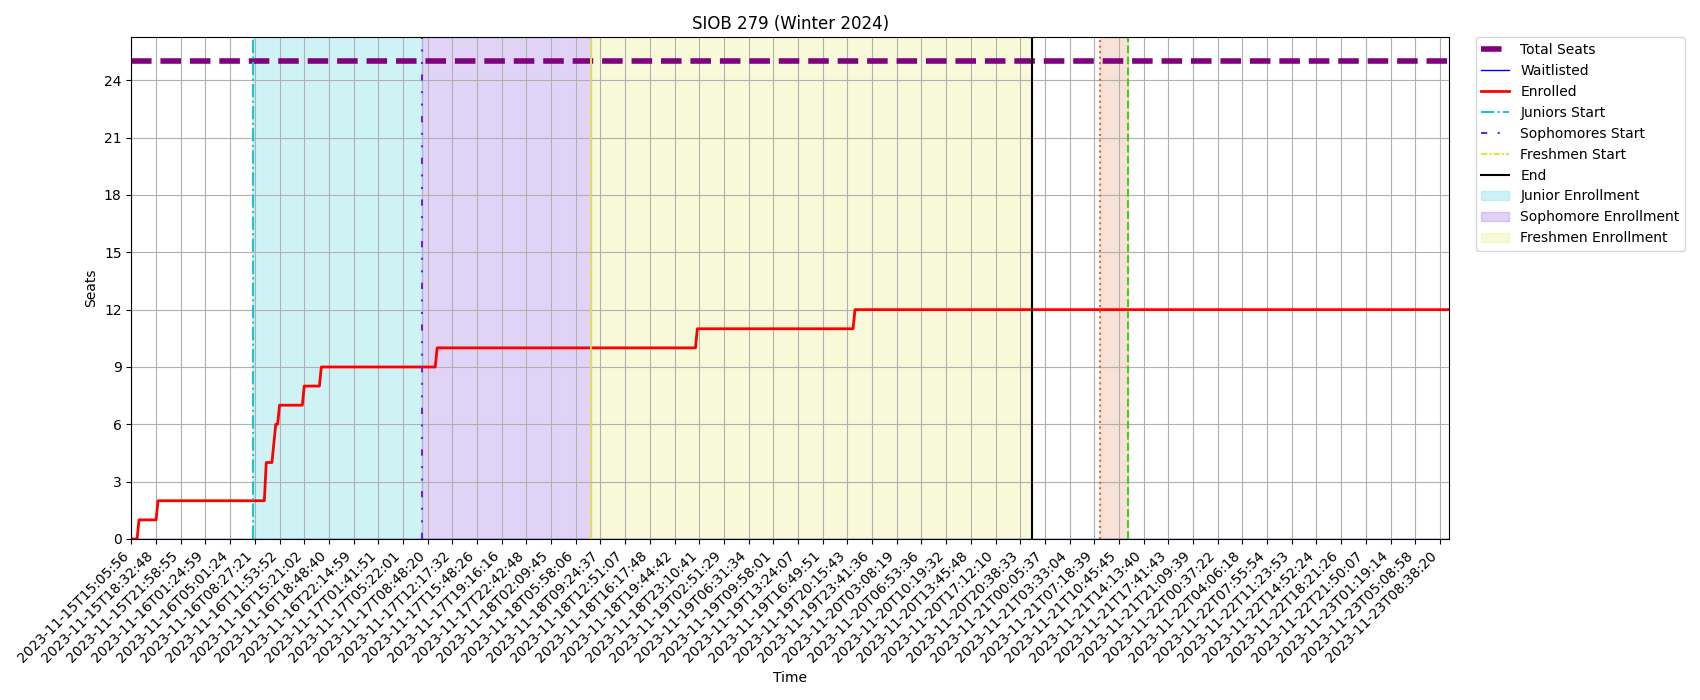 SIOB 279 (Winter 2024)
Total Seats
Waitlisted
Enrolled
Juniors Start
Sophomores Start
Freshmen Start
End
Junior Enrollment
Sophomore Enrollment
Freshmen Enrollment
Seats
24
21
18
15
12
9
6
3
0
2023-11-15T15:05:56
2023-11-15T18:32:48
2023-11-15T21:58:55
2023-11-16T01:24:59
2023-11-16T05:01:24
2023-11-16T08:27:21
2023-11-16T11:53:52
2023-11-16T15:21:02
2023-11-16T18:48:40
2023-11-16T22:14:59
2023-11-17T01:41:51
2023-11-17T05:22:01
2023-11-17T08:48:20
2023-11-17T12:17:32
2023-11-17T15:48:26
2023-11-17T19:16:16
2023-11-17T22:42:48
2023-11-18T02:09:45
2023-11-18T05:58:06
2023-11-18T09:24:37
2023-11-18T12:51:07
2023-11-18T16:17:48
2023-11-18T19:44:42
2023-11-18T23:10:41
2023-11-19T02:51:29
2023-11-19T06:31:34
2023-11-19T09:58:01
2023-11-19T13:24:07
2023-11-19T16:49:51
2023-11-19T20:15:43
2023-11-19T23:41:36
2023-11-20T03:08:19
2023-11-20T06:53:36
2023-11-20T10:19:32
2023-11-20T13:45:48
2023-11-20T17:12:10
2023-11-20T20:38:33
2023-11-21T00:05:37
2023-11-21T03:33:04
2023-11-21T07:18:39
2023-11-21T10:45:45
2023-11-21T14:13:40
2023-11-21T17:41:43
2023-11-21T21:09:39
2023-11-22T00:37:22
2023-11-22T04:06:18
2023-11-22T07:55:54
2023-11-22T11:23:53
2023-11-22T14:52:24
2023-11-22T18:21:26
2023-11-22T21:50:07
2023-11-23T01:19:14
2023-11-23T05:08:58
2023-11-23T08:38:20
Time